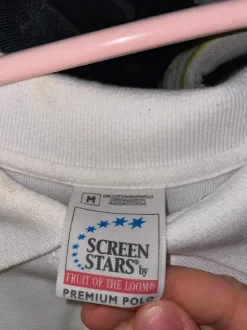 M
SCREEN
STARS® by
FRUIT OF THE LOOM®
PREMIUM POLO